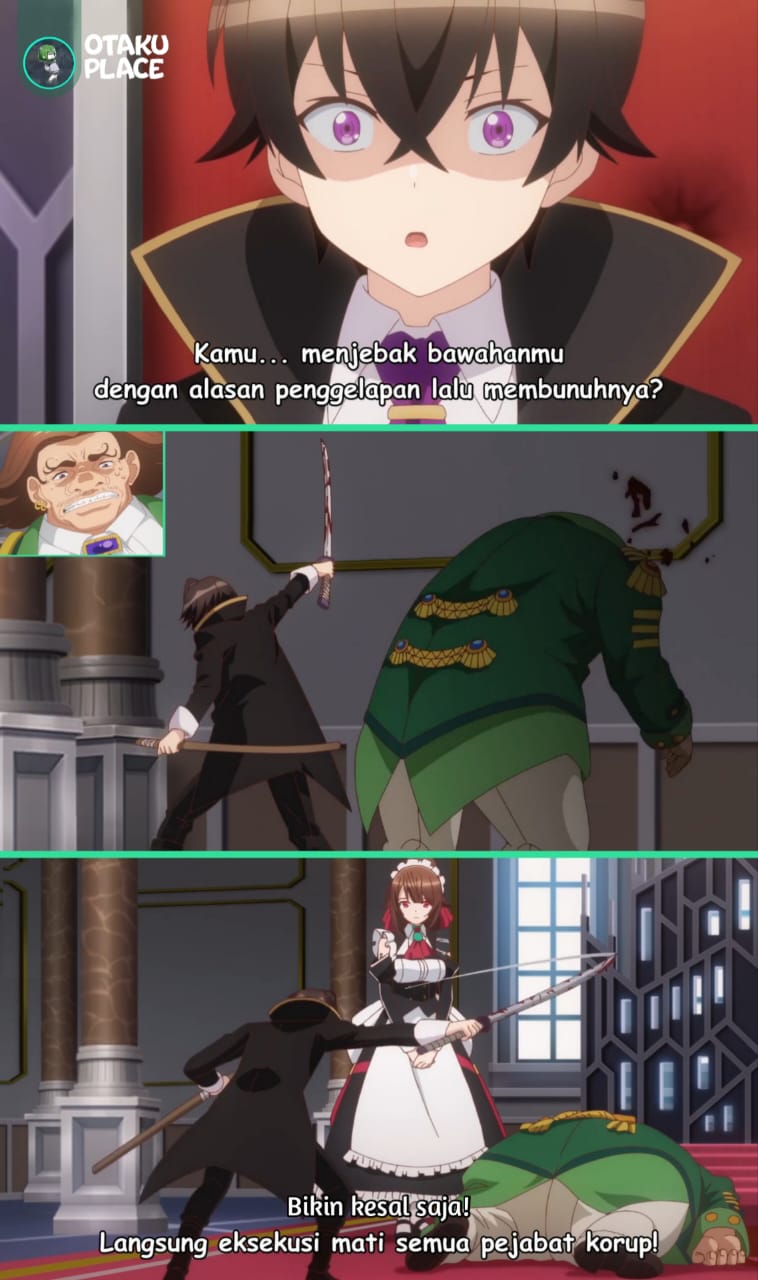 OTAKU
PLACE
Kamu... menjebak bawahanmu
dengan alasan penggelapan lalu membunuhnya?
Bikin kesal saja!
Langsung eksekusi mati semua pejabat korup!